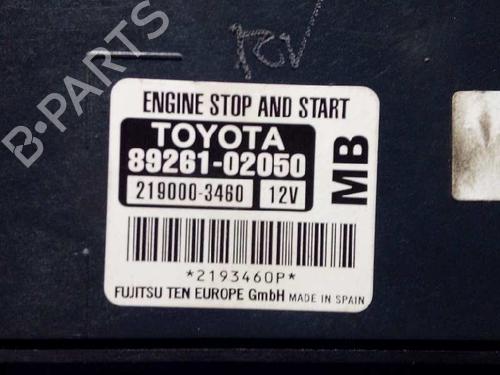 B-PARTS
ENGINE STOP AND START
TOYOTA
89261-02050
219000-3460 12V
MB
*2193460P*
FUJITSU TEN EUROPE GmbH MADE IN SPAIN